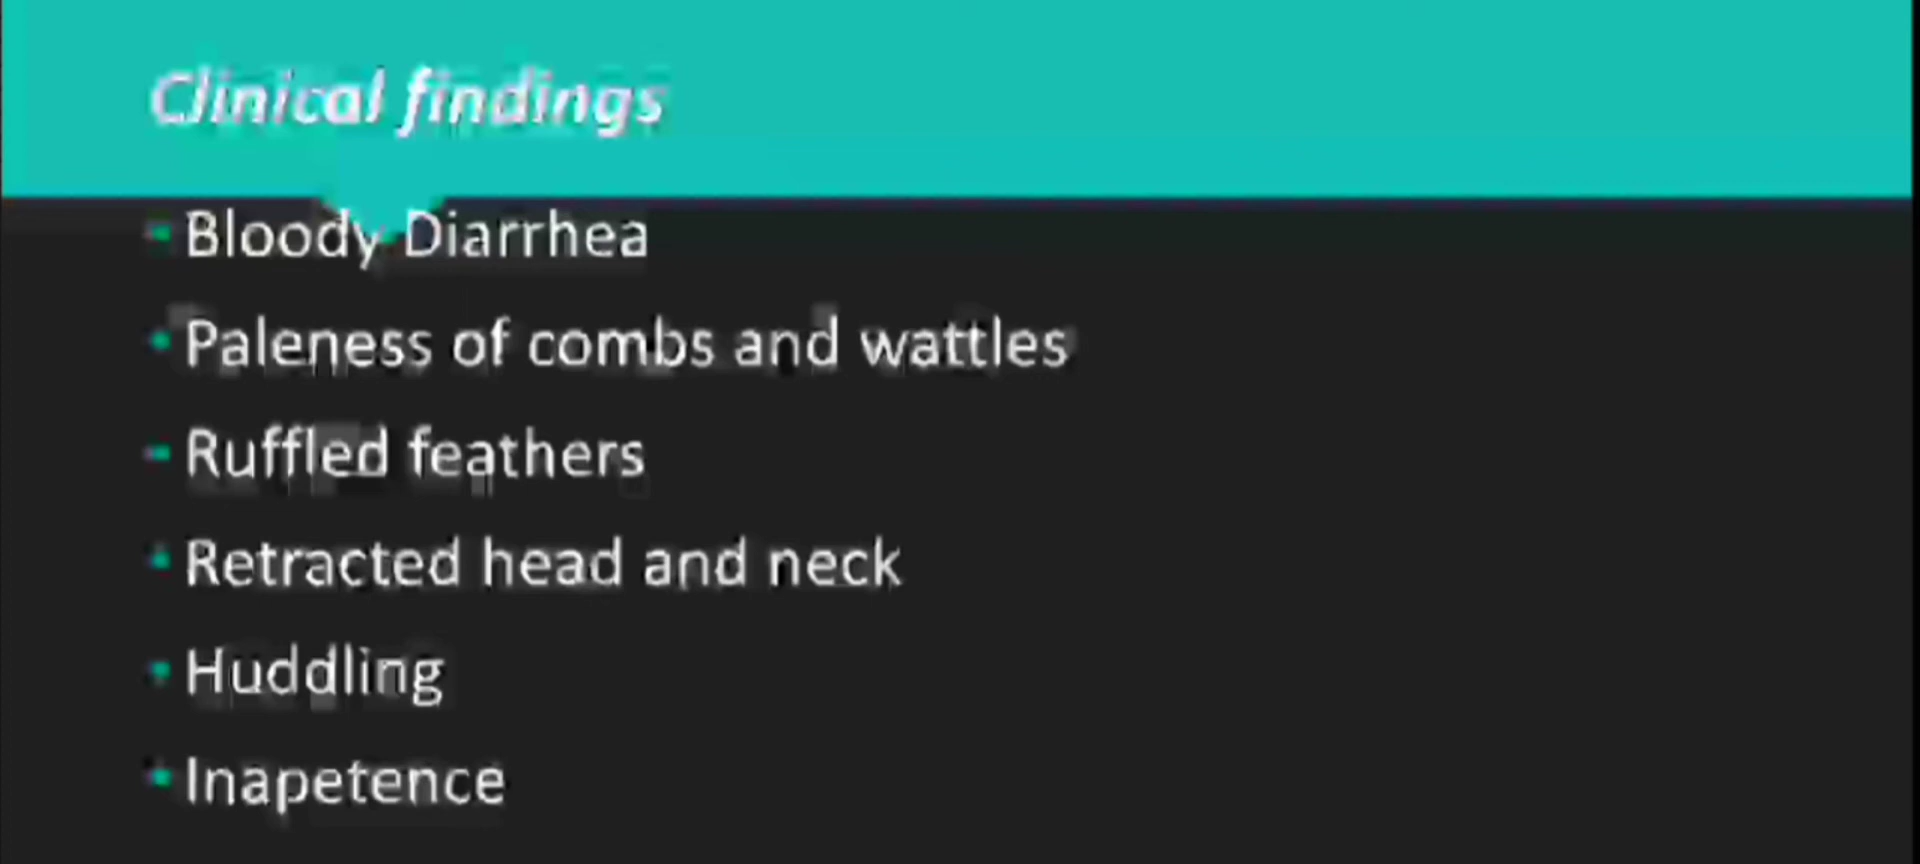 Clinical findings
Bloody Diarrhea
Paleness of combs and wattles
Ruffled feathers
Retracted head and neck
Huddling
Inapetence